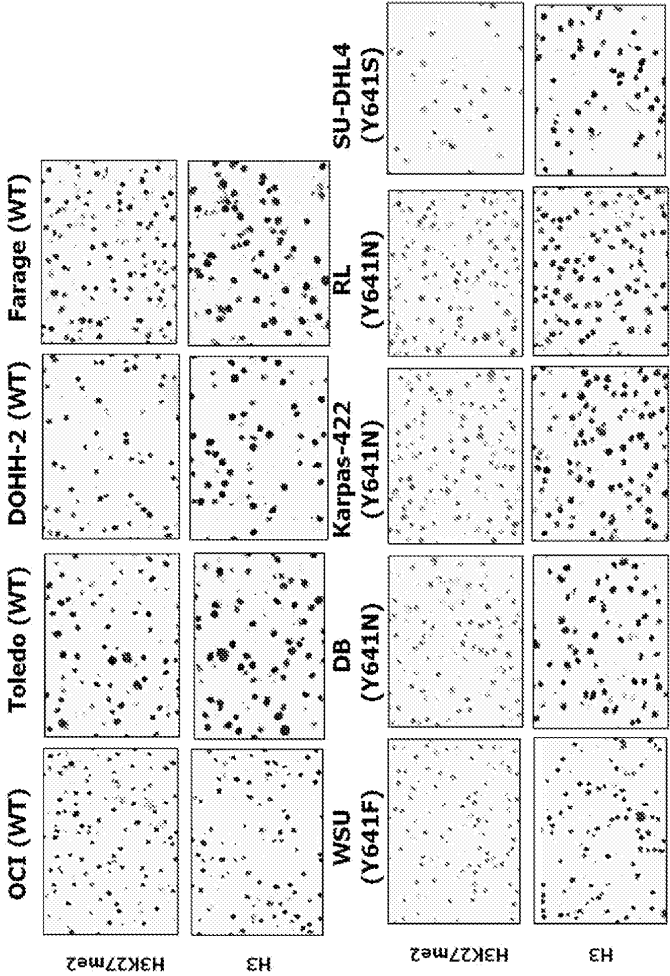 OCI (WT)
Toledo (WT)
DOHH-2 (WT)
Farage (WT)
H3K27me2
H3
WSU
(Y641F)
DB
(Y641N)
Karpas-422
(Y641N)
RL
(Y641N)
SU-DHL4
(Y641S)
H3K27me2
H3